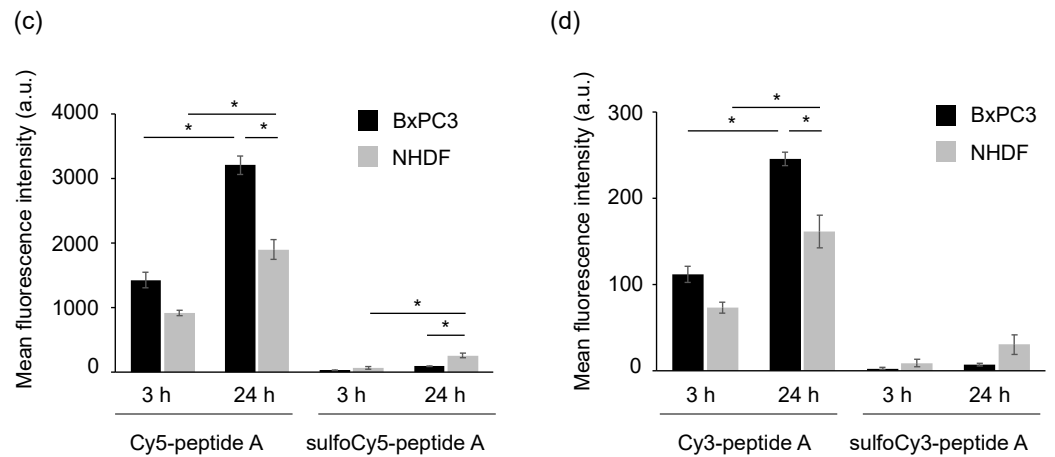 (c)
Mean fluorescence intensity (a.u.)
4000
3000
2000
1000
0
*
*
*
*
*
BxPC3
NHDF
3 h
24 h
3 h
24 h
Cy5-peptide A
sulfoCy5-peptide A
(d)
Mean fluorescence intensity (a.u.)
300
200
100
0
*
*
*
BxPC3
NHDF
3 h
24 h
3 h
24 h
Cy3-peptide A
sulfoCy3-peptide A